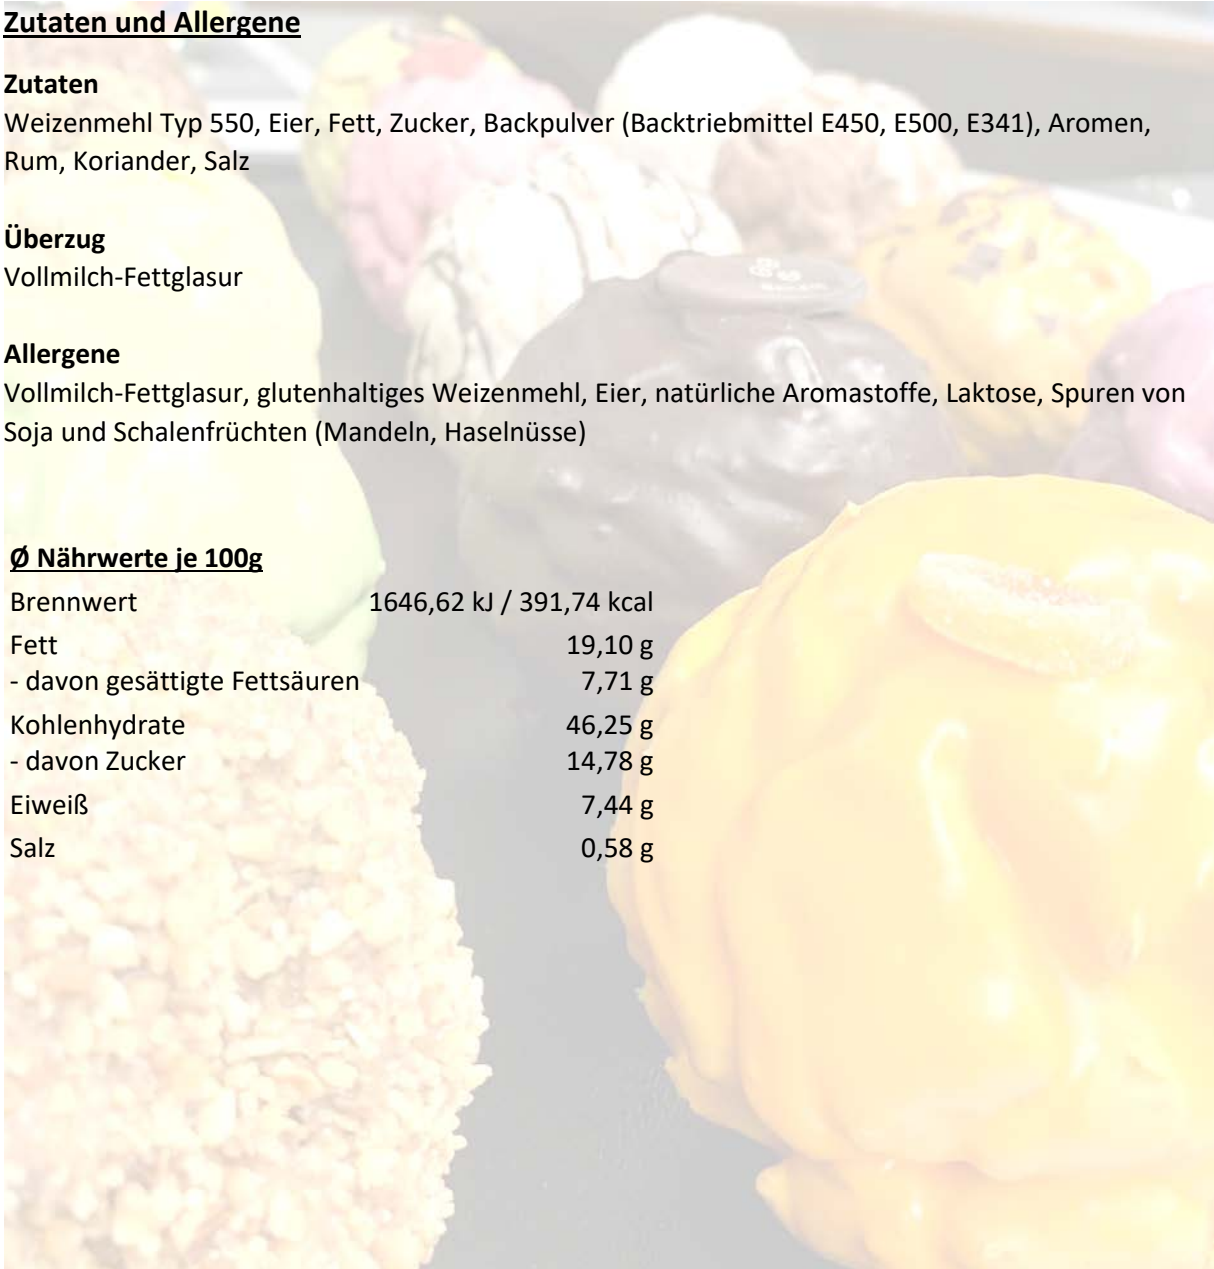 Zutaten und Allergene
Zutaten
Weizenmehl Typ 550, Eier, Fett, Zucker, Backpulver (Backtriebmittel E450, E500, E341), Aromen,
Rum, Koriander, Salz
Überzug
Vollmilch-Fettglasur
Allergene
Vollmilch-Fettglasur, glutenhaltiges Weizenmehl, Eier, natürliche Aromastoffe, Laktose, Spuren von
Soja und Schalenfrüchten (Mandeln, Haselnüsse)
Ø Nährwerte je 100g
Brennwert 1646,62 kJ / 391,74 kcal
Fett 19,10 g
- davon gesättigte Fettsäuren 7,71 g
Kohlenhydrate 46,25 g
- davon Zucker 14,78 g
Eiweiß 7,44 g
Salz 0,58 g